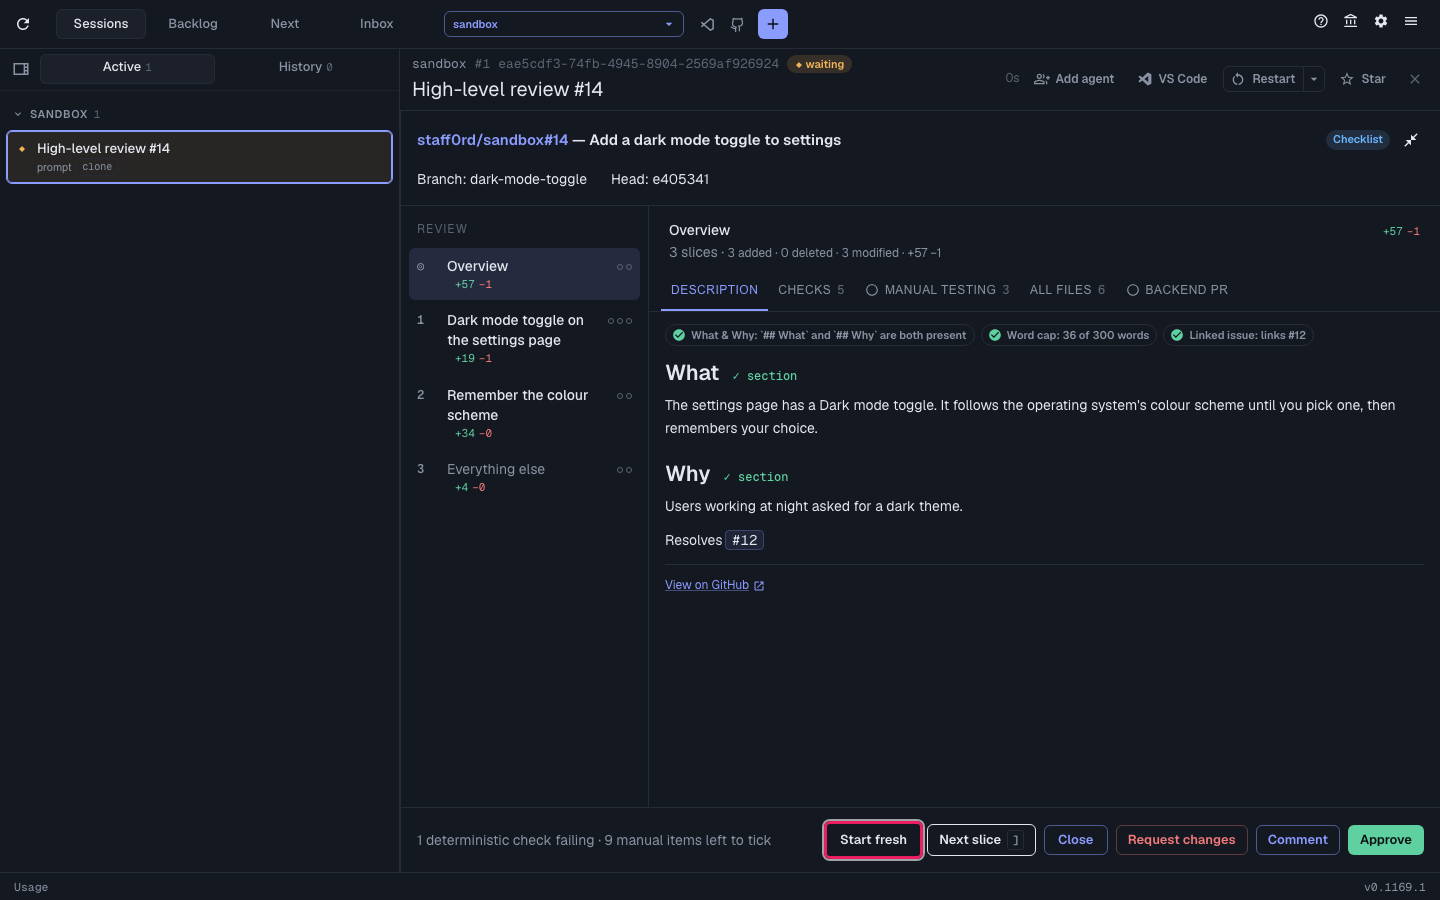 Sessions
Backlog
Next
Inbox
sandbox
Active 1
History 0
SANDBOX 1
High-level review #14
prompt clone
sandbox #1 eae5cdf3-74fb-4945-8904-2569af926924
waiting
High-level review #14
0s
Add agent
VS Code
Restart
Star
staff0rd/sandbox#14 — Add a dark mode toggle to settings
Checklist
Branch: dark-mode-toggle
Head: e405341
REVIEW
Overview
+57 −1
1 Dark mode toggle on
the settings page
+19 −1
2 Remember the colour
scheme
+34 −0
3 Everything else
+4 −0
Overview
+57 −1
3 slices · 3 added · 0 deleted · 3 modified · +57 −1
DESCRIPTION
CHECKS 5
MANUAL TESTING 3
ALL FILES 6
BACKEND PR
What & Why: `## What` and `## Why` are both present
Word cap: 36 of 300 words
Linked issue: links #12
What ✓ section
The settings page has a Dark mode toggle. It follows the operating system's colour scheme until you pick one, then
remembers your choice.
Why ✓ section
Users working at night asked for a dark theme.
Resolves #12
View on GitHub
1 deterministic check failing · 9 manual items left to tick
Start fresh
Next slice ]
Close
Request changes
Comment
Approve
Usage
v0.1169.1